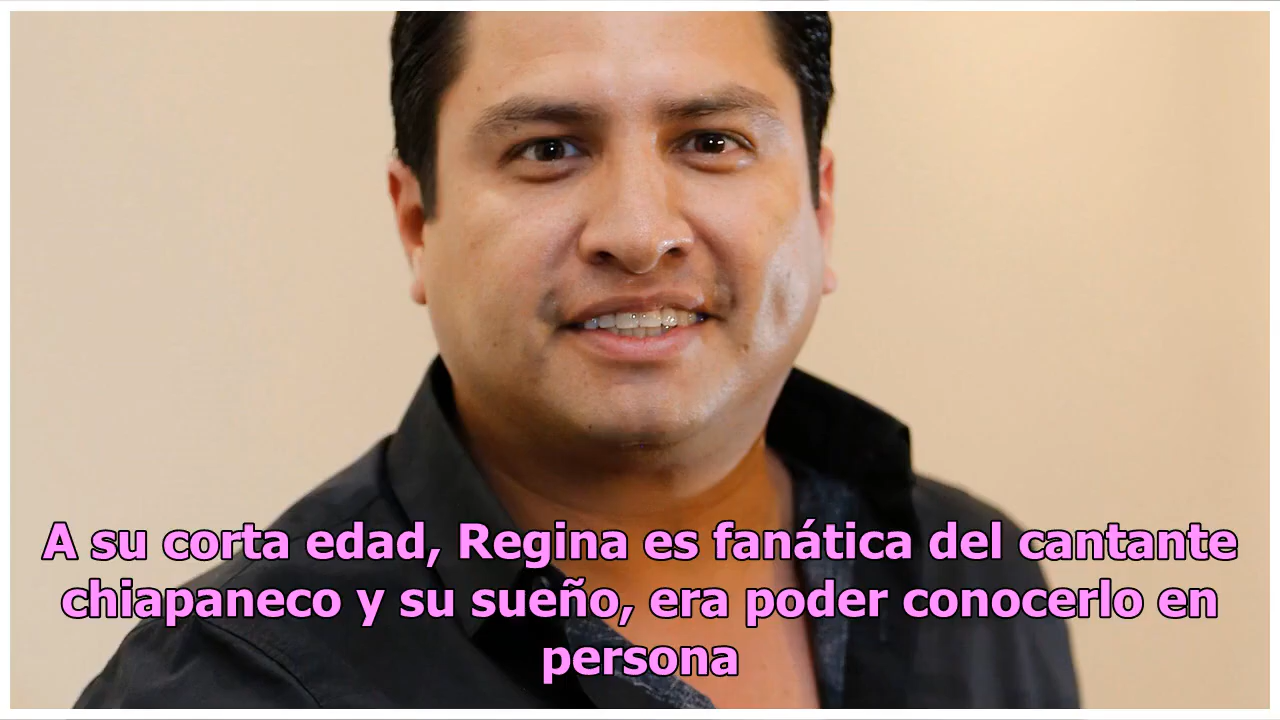 A su corta edad, Regina es fanática del cantante
chiapaneco y su sueño, era poder conocerlo en
persona